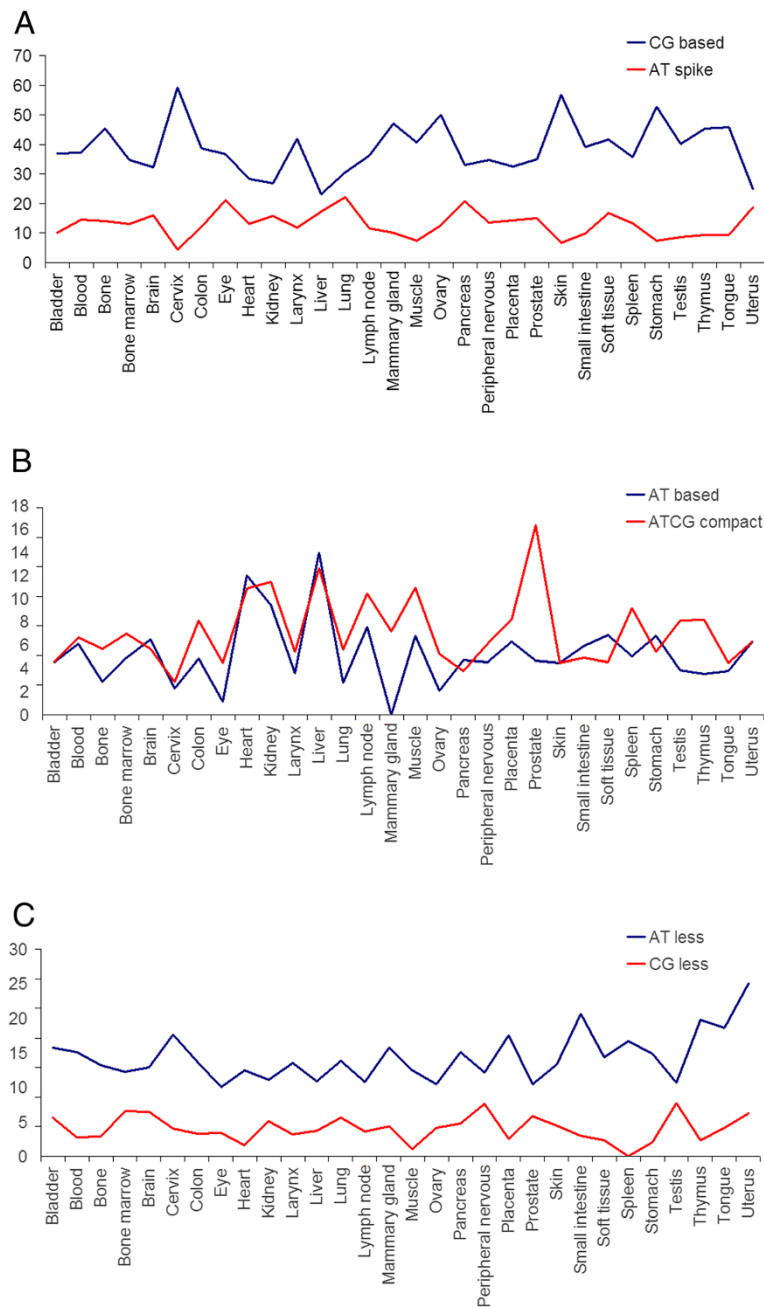 A
CG based
AT spike
70
60
50
40
30
20
10
0
Bladder
Blood
Bone
Bone marrow
Brain
Cervix
Colon
Eye
Heart
Kidney
Larynx
Liver
Lung
Lymph node
Mammary gland
Muscle
Ovary
Pancreas
Peripheral nervous
Placenta
Prostate
Skin
Small intestine
Soft tissue
Spleen
Stomach
Testis
Thymus
Tongue
Uterus
B
AT based
ATCG compact
18
16
14
12
10
8
6
4
2
0
Bladder
Blood
Bone
Bone marrow
Brain
Cervix
Colon
Eye
Heart
Kidney
Larynx
Liver
Lung
Lymph node
Mammary gland
Muscle
Ovary
Pancreas
Peripheral nervous
Placenta
Prostate
Skin
Small intestine
Soft tissue
Spleen
Stomach
Testis
Thymus
Tongue
Uterus
C
AT less
CG less
30
25
20
15
10
5
0
Bladder
Blood
Bone
Bone marrow
Brain
Cervix
Colon
Eye
Heart
Kidney
Larynx
Liver
Lung
Lymph node
Mammary gland
Muscle
Ovary
Pancreas
Peripheral nervous
Placenta
Prostate
Skin
Small intestine
Soft tissue
Spleen
Stomach
Testis
Thymus
Tongue
Uterus